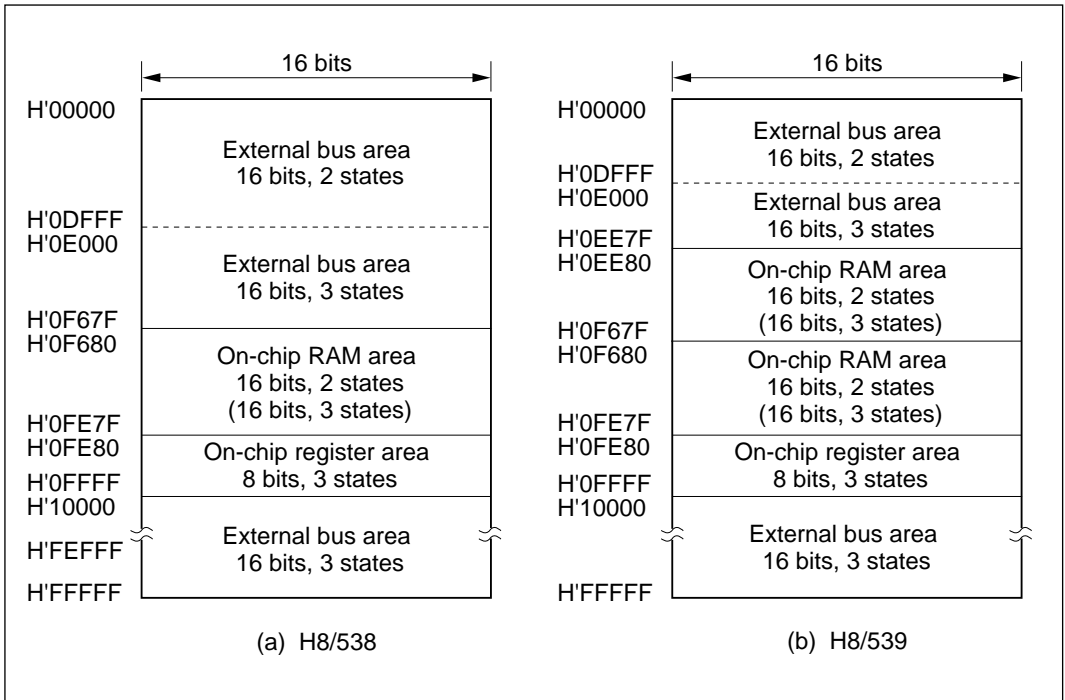 16 bits
H'00000
External bus area
16 bits, 2 states
H'0DFFF
H'0E000
External bus area
16 bits, 3 states
H'0F67F
H'0F680
On-chip RAM area
16 bits, 2 states
(16 bits, 3 states)
H'0FE7F
H'0FE80
On-chip register area
8 bits, 3 states
H'0FFFF
H'10000
External bus area
16 bits, 3 states
H'FEFFF
H'FFFFF
(a) H8/538
16 bits
H'00000
External bus area
16 bits, 2 states
H'0DFFF
H'0E000
External bus area
16 bits, 3 states
H'0EE7F
H'0EE80
On-chip RAM area
16 bits, 2 states
(16 bits, 3 states)
H'0F67F
H'0F680
On-chip RAM area
16 bits, 2 states
(16 bits, 3 states)
H'0FE7F
H'0FE80
On-chip register area
8 bits, 3 states
H'0FFFF
H'10000
External bus area
16 bits, 3 states
H'FFFFF
(b) H8/539